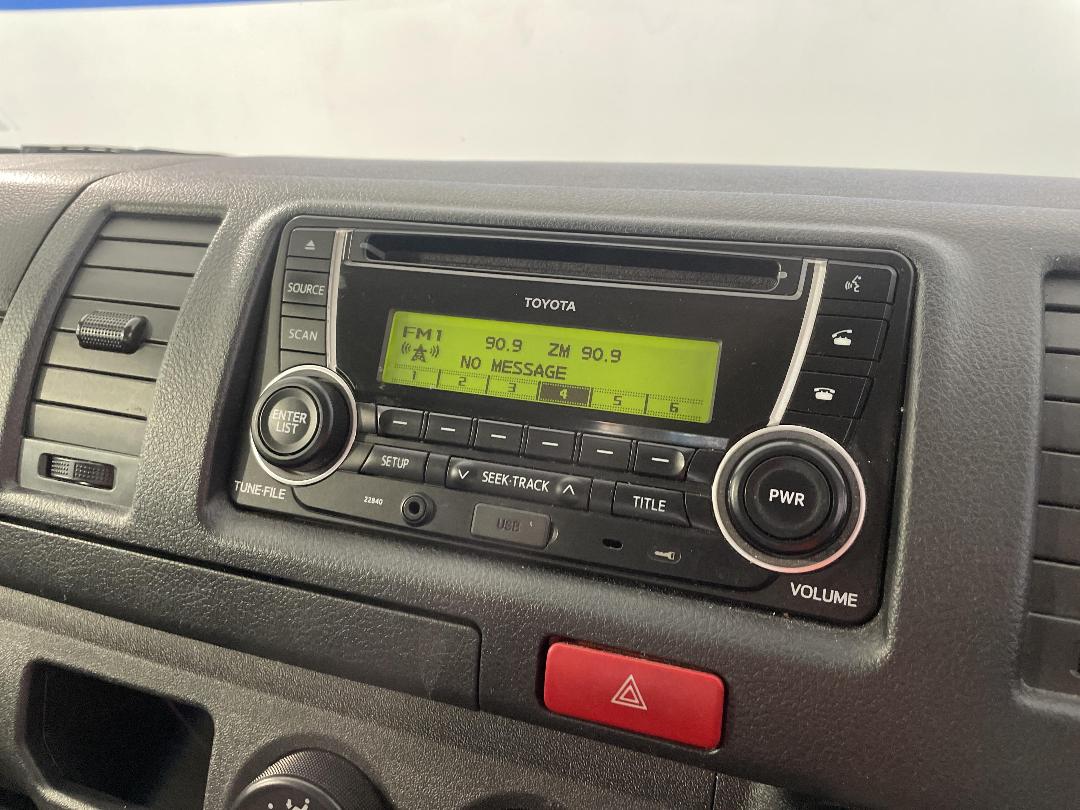 SOURCE
SCAN
TOYOTA
FM1 90.9 ZM 90.9
NO MESSAGE
1 2 3 4 5 6
ENTER
LIST
TUNE·FILE
SETUP
SEEK·TRACK
TITLE
22840
USB
PWR
VOLUME